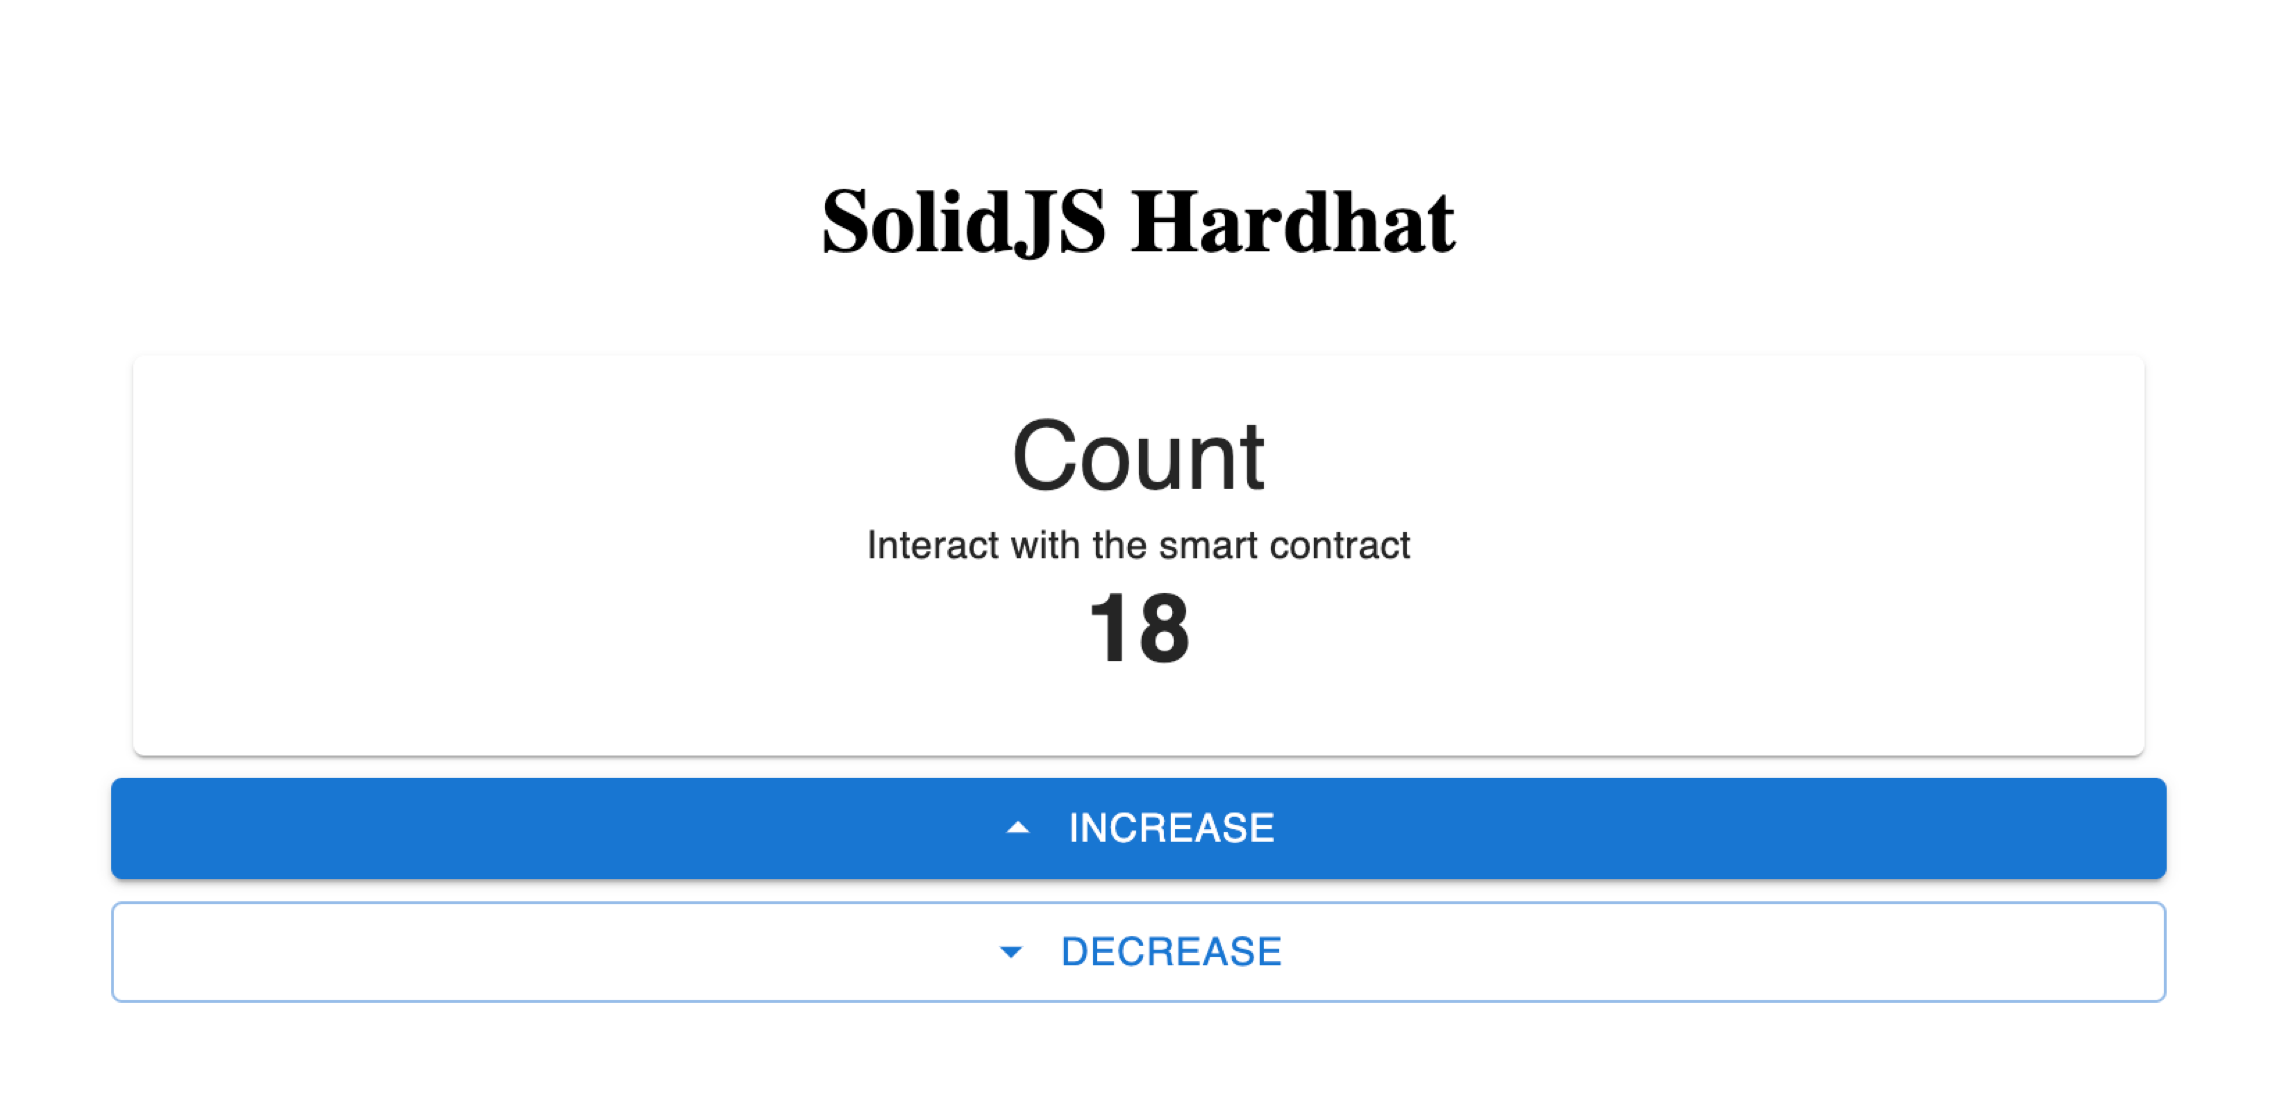 SolidJS Hardhat
Count
Interact with the smart contract
18
INCREASE
DECREASE